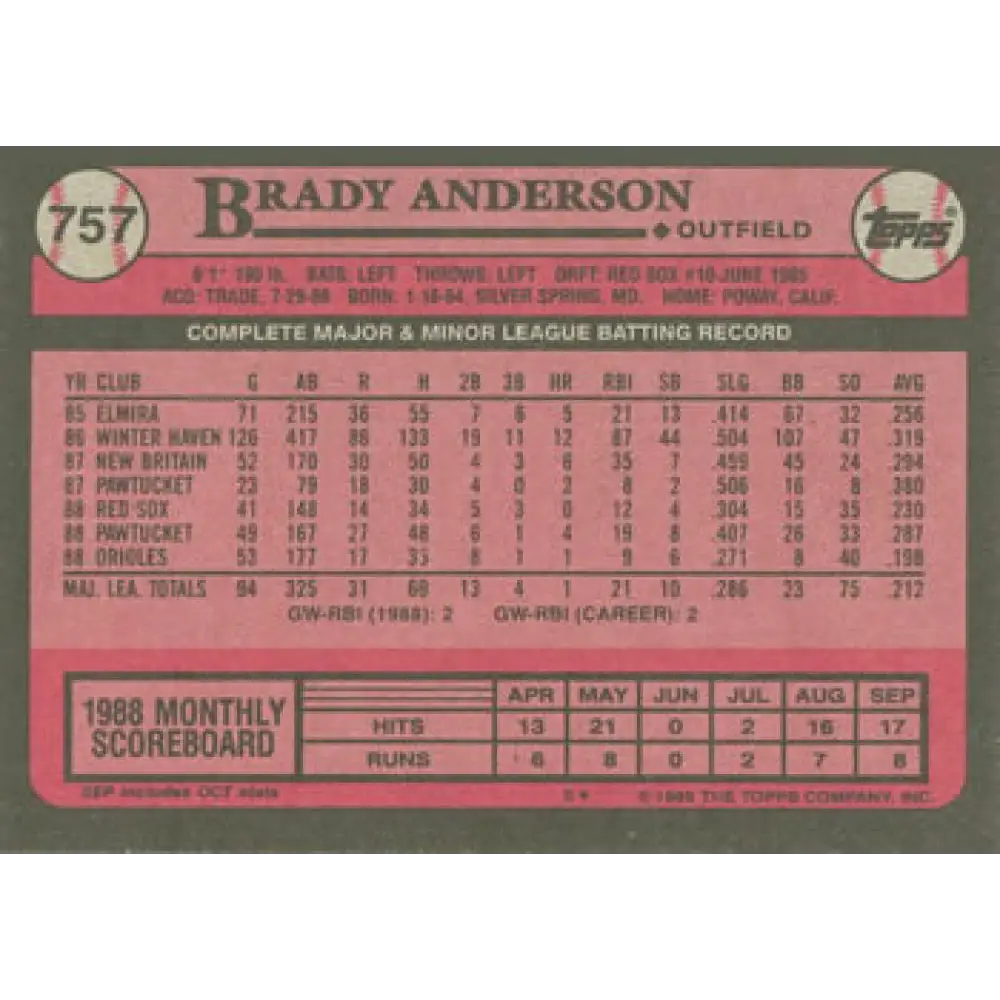 757
BRADY ANDERSON
OUTFIELD
TOPPS®
6'1" 180 lb. BATS: LEFT THROWS: LEFT DRFT: RED SOX #10-JUNE 1985
ACQ: TRADE, 7-29-88 BORN: 1-18-64, SILVER SPRING, MD. HOME: POWAY, CALIF.
COMPLETE MAJOR & MINOR LEAGUE BATTING RECORD
YR CLUB G AB R H 2B 3B HR RBI SB SLG BB SO AVG
85 ELMIRA 71 215 36 55 7 6 5 21 13 .414 67 32 .256
86 WINTER HAVEN 126 417 86 133 19 11 12 87 44 .504 107 47 .319
87 NEW BRITAIN 52 170 30 50 4 3 6 35 7 .459 45 24 .294
87 PAWTUCKET 23 79 18 30 4 0 2 8 2 .506 16 8 .380
88 RED SOX 41 148 14 34 5 3 0 12 4 .304 15 35 .230
88 PAWTUCKET 49 167 27 48 6 1 4 19 8 .407 26 33 .287
88 ORIOLES 53 177 17 35 8 1 1 9 6 .271 8 40 .198
MAJ. LEA. TOTALS 94 325 31 69 13 4 1 21 10 .286 23 75 .212
GW-RBI (1988): 2 GW-RBI (CAREER): 2
1988 MONTHLY SCOREBOARD
APR MAY JUN JUL AUG SEP
HITS 13 21 0 2 16 17
RUNS 6 8 0 2 7 8
SEP includes OCT stats
© 1989 THE TOPPS COMPANY, INC.